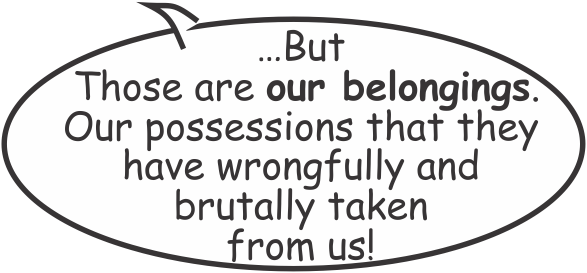 ...But
Those are our belongings.
Our possessions that they
have wrongfully and
brutally taken
from us!